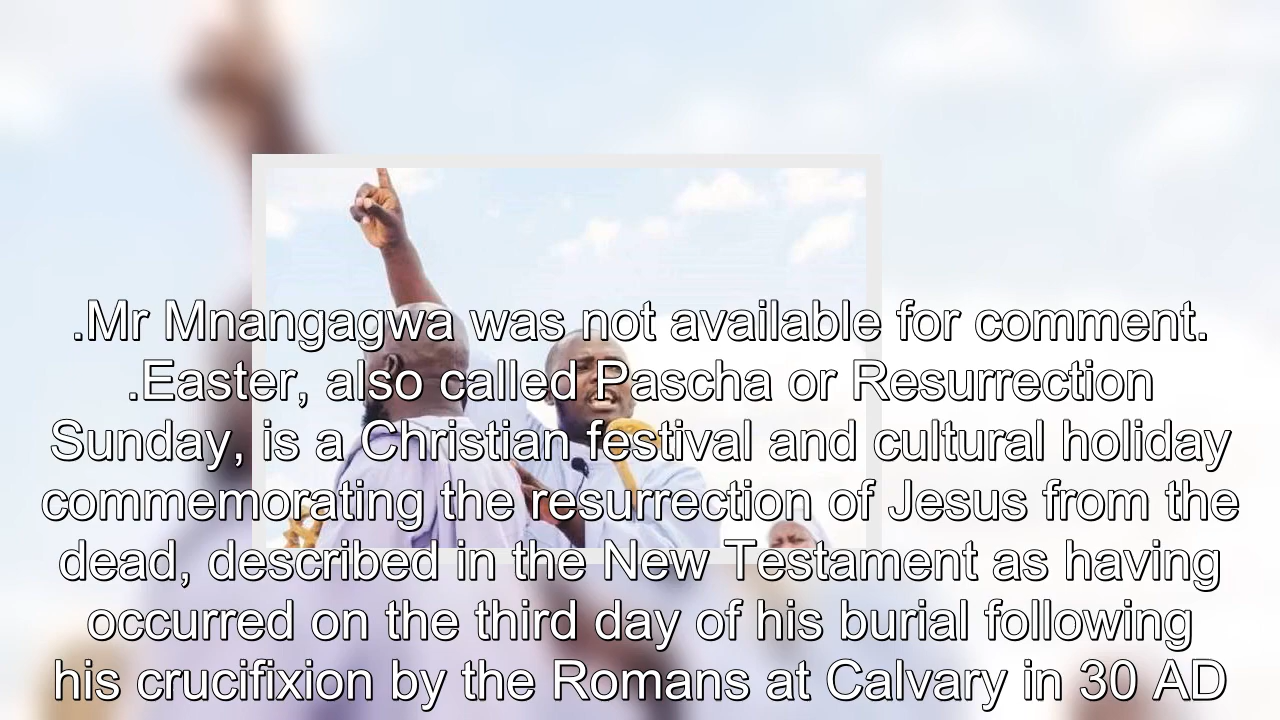 .Mr Mnangagwa was not available for comment.
.Easter, also called Pascha or Resurrection
Sunday, is a Christian festival and cultural holiday
commemorating the resurrection of Jesus from the
dead, described in the New Testament as having
occurred on the third day of his burial following
his crucifixion by the Romans at Calvary in 30 AD